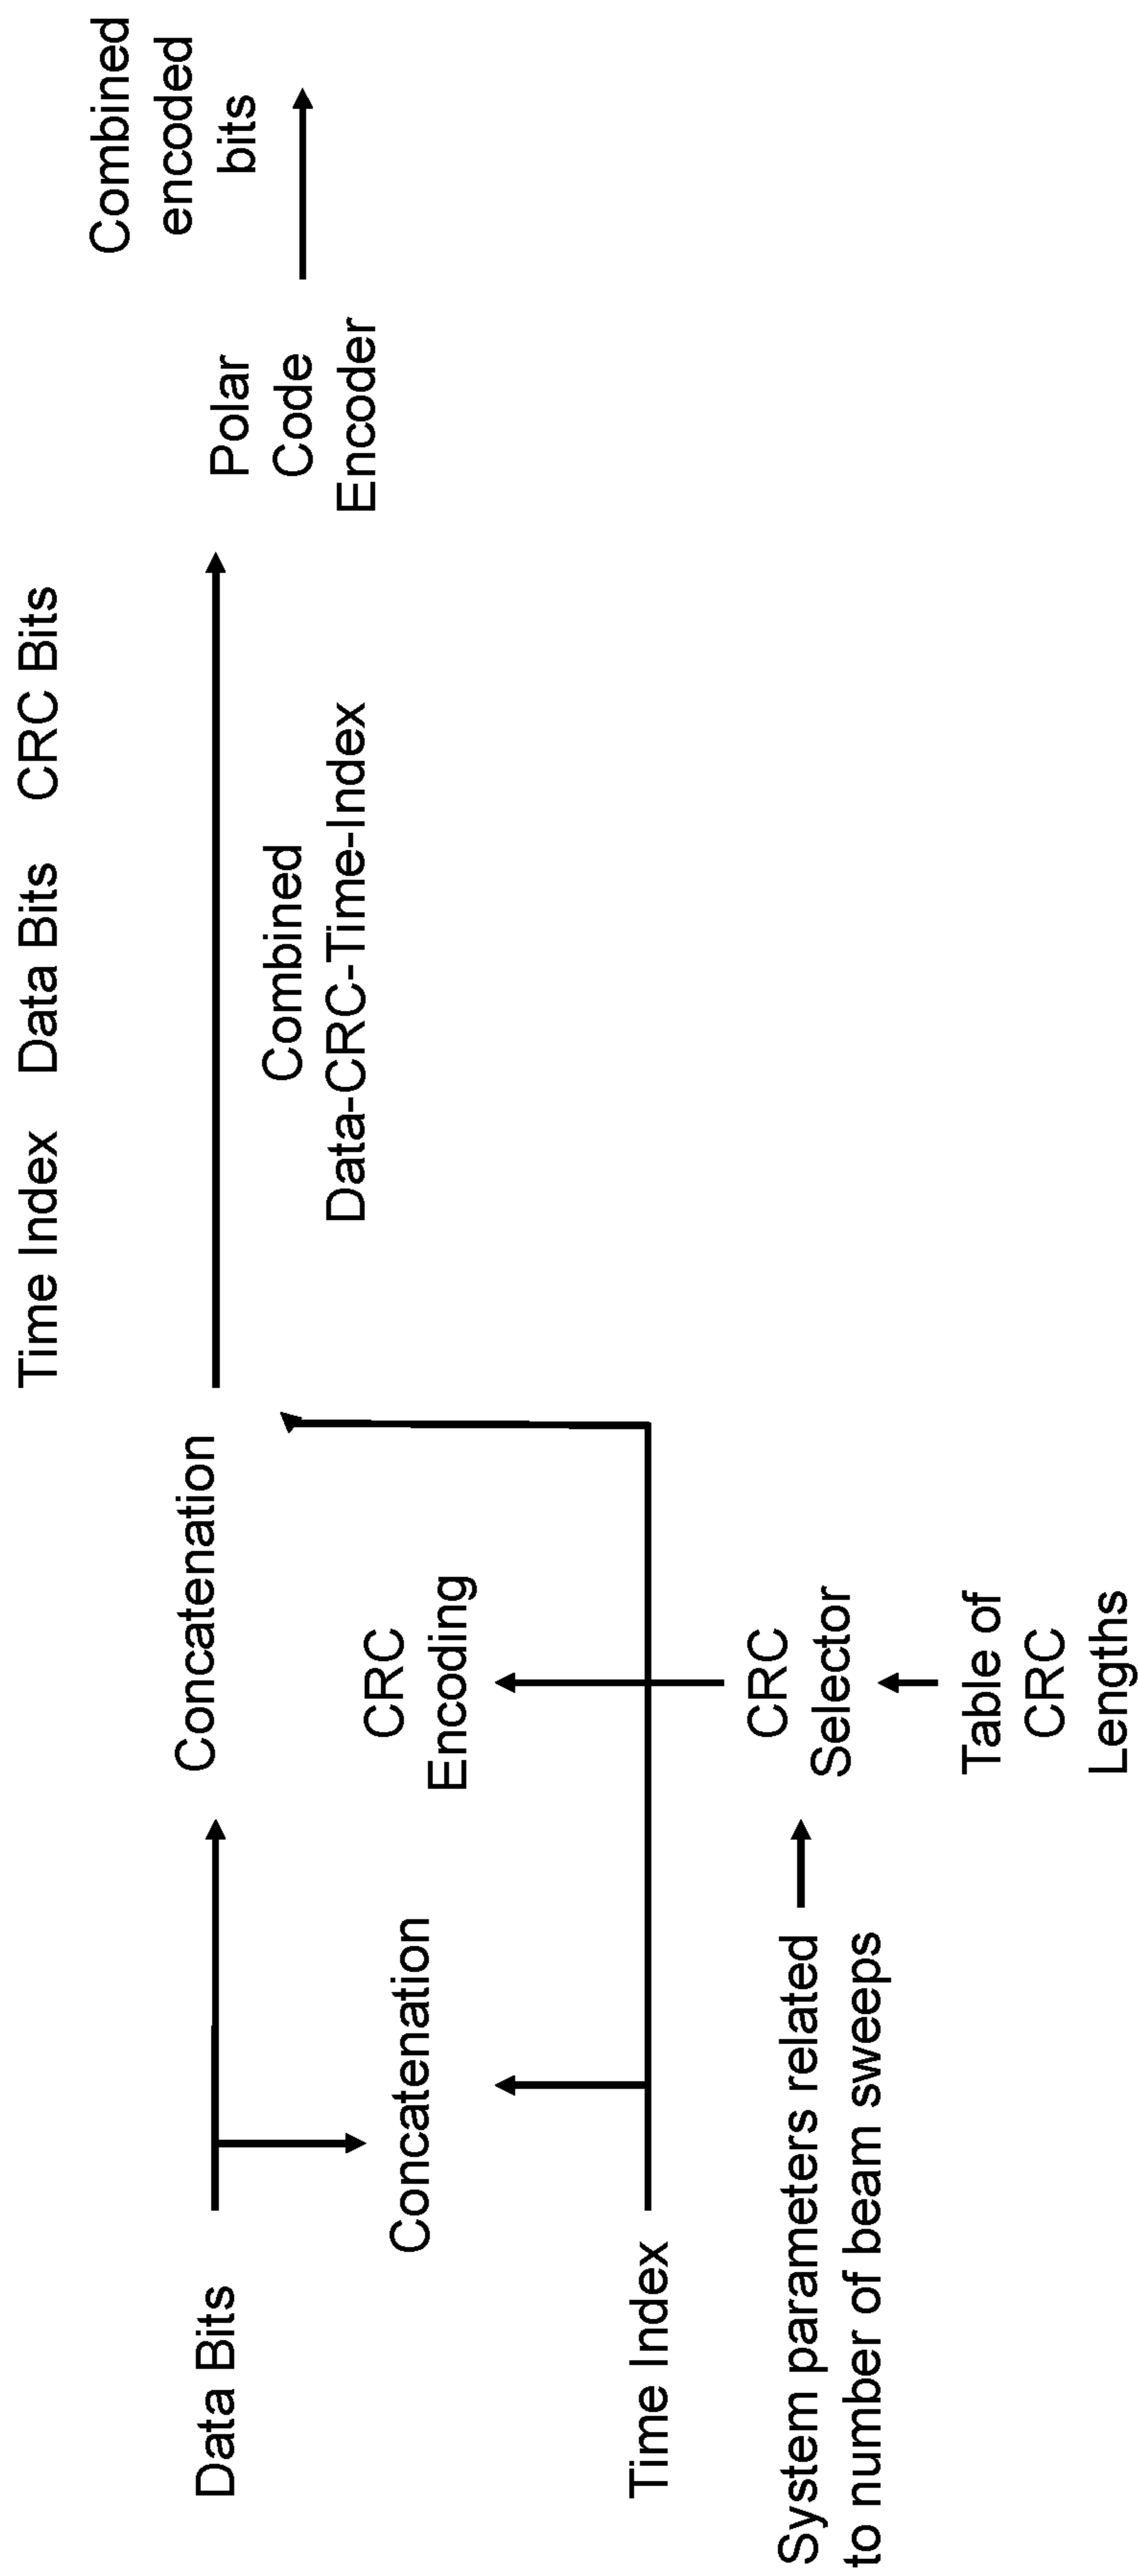 Time Index Data Bits CRC Bits
Data Bits
Concatenation
Combined
Data-CRC-Time-Index
Polar
Code
Encoder
Combined
encoded
bits
Concatenation
CRC
Encoding
Time Index
System parameters related
to number of beam sweeps
CRC
Selector
Table of
CRC
Lengths